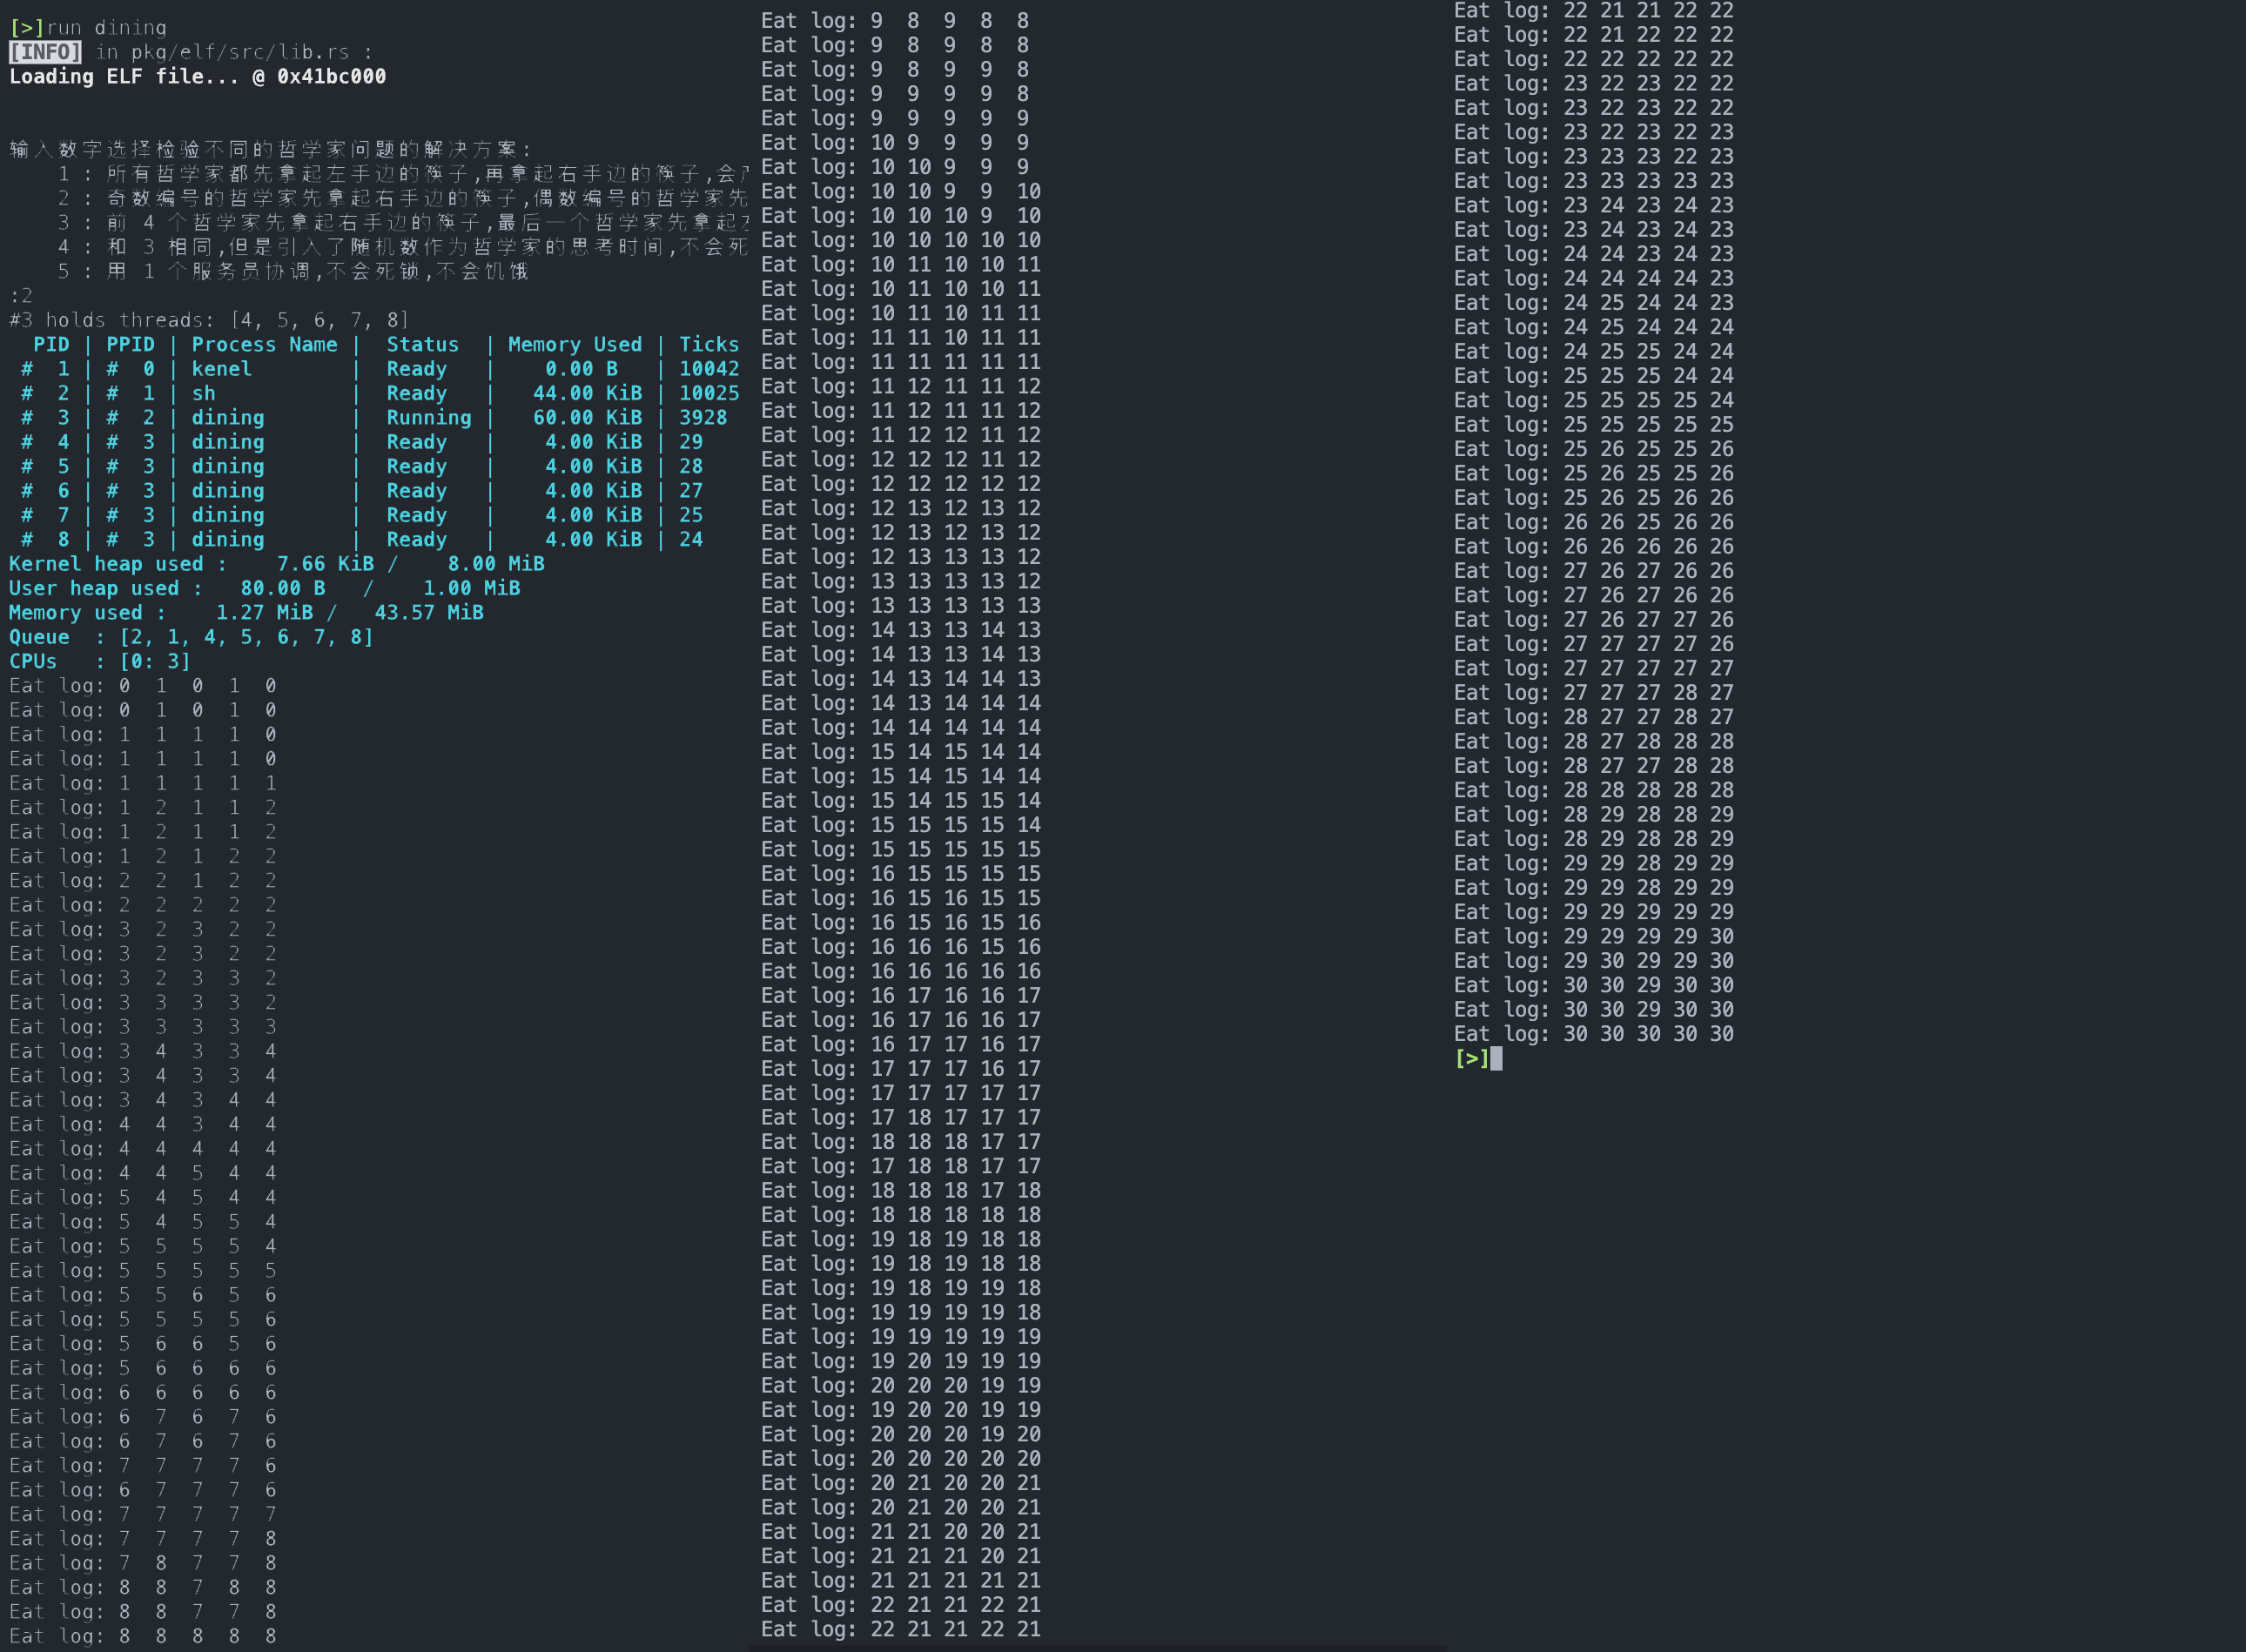 [>]run dining
[INFO] in pkg/elf/src/lib.rs :
Loading ELF file... @ 0x41bc000
输入数字选择检验不同的哲学家问题的解决方案:
1 : 所有哲学家都先拿起左手边的筷子,再拿起右手边的筷子,会
2 : 奇数编号的哲学家先拿起右手边的筷子,偶数编号的哲学家先
3 : 前 4 个哲学家先拿起右手边的筷子,最后一个哲学家先拿起
4 : 和 3 相同,但是引入了随机数作为哲学家的思考时间,不会死
5 : 用 1 个服务员协调,不会死锁,不会饥饿
:2
#3 holds threads: [4, 5, 6, 7, 8]
PID | PPID | Process Name | Status | Memory Used | Ticks
# 1 | # 0 | kenel | Ready | 0.00 B | 10042
# 2 | # 1 | sh | Ready | 44.00 KiB | 10025
# 3 | # 2 | dining | Running | 60.00 KiB | 3928
# 4 | # 3 | dining | Ready | 4.00 KiB | 29
# 5 | # 3 | dining | Ready | 4.00 KiB | 28
# 6 | # 3 | dining | Ready | 4.00 KiB | 27
# 7 | # 3 | dining | Ready | 4.00 KiB | 25
# 8 | # 3 | dining | Ready | 4.00 KiB | 24
Kernel heap used : 7.66 KiB / 8.00 MiB
User heap used : 80.00 B / 1.00 MiB
Memory used : 1.27 MiB / 43.57 MiB
Queue : [2, 1, 4, 5, 6, 7, 8]
CPUs : [0: 3]
Eat log: 0 1 0 1 0
Eat log: 0 1 0 1 0
Eat log: 1 1 1 1 0
Eat log: 1 1 1 1 0
Eat log: 1 1 1 1 1
Eat log: 1 2 1 1 2
Eat log: 1 2 1 1 2
Eat log: 1 2 1 2 2
Eat log: 2 2 1 2 2
Eat log: 2 2 2 2 2
Eat log: 3 2 3 2 2
Eat log: 3 2 3 2 2
Eat log: 3 2 3 3 2
Eat log: 3 3 3 3 2
Eat log: 3 3 3 3 3
Eat log: 3 4 3 3 4
Eat log: 3 4 3 3 4
Eat log: 3 4 3 4 4
Eat log: 4 4 3 4 4
Eat log: 4 4 4 4 4
Eat log: 4 4 5 4 4
Eat log: 5 4 5 4 4
Eat log: 5 4 5 5 4
Eat log: 5 5 5 5 4
Eat log: 5 5 5 5 5
Eat log: 5 5 6 5 6
Eat log: 5 5 5 5 6
Eat log: 5 6 6 5 6
Eat log: 5 6 6 6 6
Eat log: 6 6 6 6 6
Eat log: 6 7 6 7 6
Eat log: 6 7 6 7 6
Eat log: 7 7 7 7 6
Eat log: 6 7 7 7 6
Eat log: 7 7 7 7 7
Eat log: 7 7 7 7 8
Eat log: 7 8 7 7 8
Eat log: 8 8 7 8 8
Eat log: 8 8 7 7 8
Eat log: 8 8 8 8 8
Eat log: 9 8 9 8 8
Eat log: 9 8 9 8 8
Eat log: 9 8 9 9 8
Eat log: 9 9 9 9 8
Eat log: 9 9 9 9 9
Eat log: 10 9 9 9 9
Eat log: 10 10 9 9 9
Eat log: 10 10 9 9 10
Eat log: 10 10 10 9 10
Eat log: 10 10 10 10 10
Eat log: 10 11 10 10 11
Eat log: 10 11 10 10 11
Eat log: 10 11 10 11 11
Eat log: 11 11 10 11 11
Eat log: 11 11 11 11 11
Eat log: 11 12 11 11 12
Eat log: 11 12 11 11 12
Eat log: 11 12 12 11 12
Eat log: 12 12 12 11 12
Eat log: 12 12 12 12 12
Eat log: 12 13 12 13 12
Eat log: 12 13 12 13 12
Eat log: 12 13 13 13 12
Eat log: 13 13 13 13 12
Eat log: 13 13 13 13 13
Eat log: 14 13 13 14 13
Eat log: 14 13 13 14 13
Eat log: 14 13 14 14 13
Eat log: 14 13 14 14 14
Eat log: 14 14 14 14 14
Eat log: 15 14 15 14 14
Eat log: 15 14 15 14 14
Eat log: 15 14 15 15 14
Eat log: 15 15 15 15 14
Eat log: 15 15 15 15 15
Eat log: 16 15 15 15 15
Eat log: 16 15 16 15 15
Eat log: 16 15 16 15 16
Eat log: 16 16 16 15 16
Eat log: 16 16 16 16 16
Eat log: 16 17 16 16 17
Eat log: 16 17 16 16 17
Eat log: 16 17 17 16 17
Eat log: 17 17 17 16 17
Eat log: 17 17 17 17 17
Eat log: 17 18 17 17 17
Eat log: 18 18 18 17 17
Eat log: 17 18 18 17 17
Eat log: 18 18 18 17 18
Eat log: 18 18 18 18 18
Eat log: 19 18 19 18 18
Eat log: 19 18 19 18 18
Eat log: 19 18 19 19 18
Eat log: 19 19 19 19 18
Eat log: 19 19 19 19 19
Eat log: 19 20 19 19 19
Eat log: 20 20 20 19 19
Eat log: 19 20 20 19 19
Eat log: 20 20 20 19 20
Eat log: 20 20 20 20 20
Eat log: 20 21 20 20 21
Eat log: 20 21 20 20 21
Eat log: 21 21 20 20 21
Eat log: 21 21 21 20 21
Eat log: 21 21 21 21 21
Eat log: 22 21 21 22 21
Eat log: 22 21 21 22 21
Eat log: 22 21 21 22 22
Eat log: 22 21 22 22 22
Eat log: 22 22 22 22 22
Eat log: 23 22 23 22 22
Eat log: 23 22 23 22 22
Eat log: 23 22 23 22 23
Eat log: 23 23 23 22 23
Eat log: 23 23 23 23 23
Eat log: 23 24 23 24 23
Eat log: 23 24 23 24 23
Eat log: 24 24 23 24 23
Eat log: 24 24 24 24 23
Eat log: 24 25 24 24 23
Eat log: 24 25 24 24 24
Eat log: 24 25 25 24 24
Eat log: 25 25 25 24 24
Eat log: 25 25 25 25 24
Eat log: 25 25 25 25 25
Eat log: 25 26 25 25 26
Eat log: 25 26 25 25 26
Eat log: 25 26 25 26 26
Eat log: 26 26 25 26 26
Eat log: 26 26 26 26 26
Eat log: 27 26 27 26 26
Eat log: 27 26 27 26 26
Eat log: 27 26 27 27 26
Eat log: 27 27 27 27 26
Eat log: 27 27 27 27 27
Eat log: 27 27 27 28 27
Eat log: 28 27 27 28 27
Eat log: 28 27 28 28 28
Eat log: 28 27 27 28 28
Eat log: 28 28 28 28 28
Eat log: 28 29 28 28 29
Eat log: 28 29 28 28 29
Eat log: 29 29 28 29 29
Eat log: 29 29 28 29 29
Eat log: 29 29 29 29 29
Eat log: 29 29 29 29 30
Eat log: 29 30 29 29 30
Eat log: 30 30 29 30 30
Eat log: 30 30 29 30 30
Eat log: 30 30 30 30 30
[>]